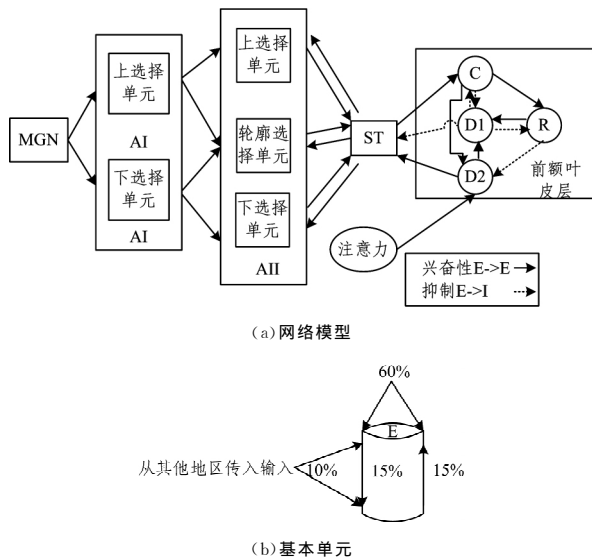 MGN
上选择
单元
AI
下选择
单元
AI
上选择
单元
轮廓选
择单元
下选择
单元
AII
ST
C
D1
R
D2
前额叶
皮层
注意力
兴奋性E->E
抑制E->I
(a)网络模型
60%
E
从其他地区传入输入
10%
15%
15%
(b)基本单元